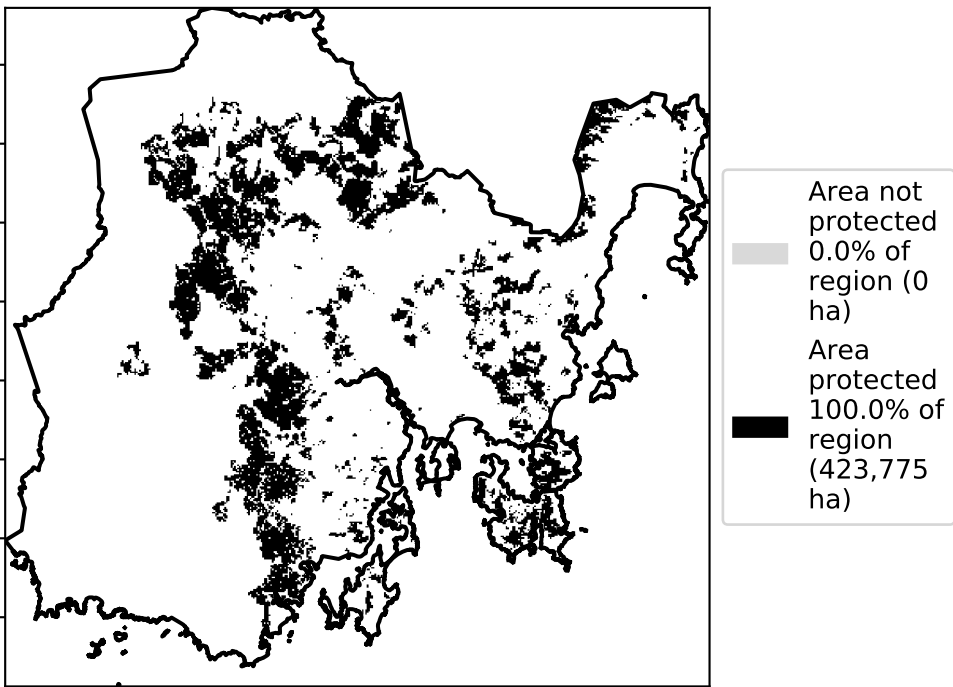 Area not
protected
0.0% of
region (0
ha)
Area
protected
100.0% of
region
(423,775
ha)